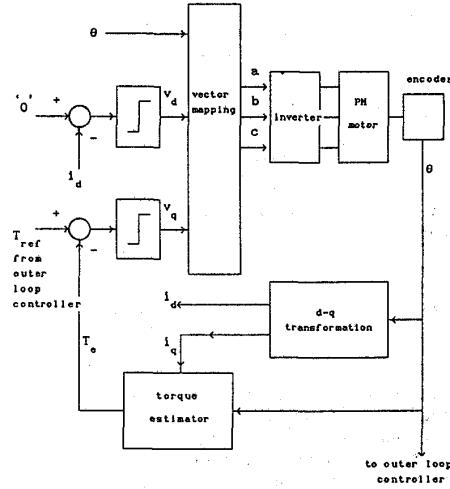 θ
a
b
c
vector
mapping
inverter
PM
motor
encoder
θ
'0'
+
-
i_d
v_d
+
-
v_q
T_ref
from
outer
loop
controller
i_d
d-q
transformation
i_q
T_e
torque
estimator
to outer loop
controller